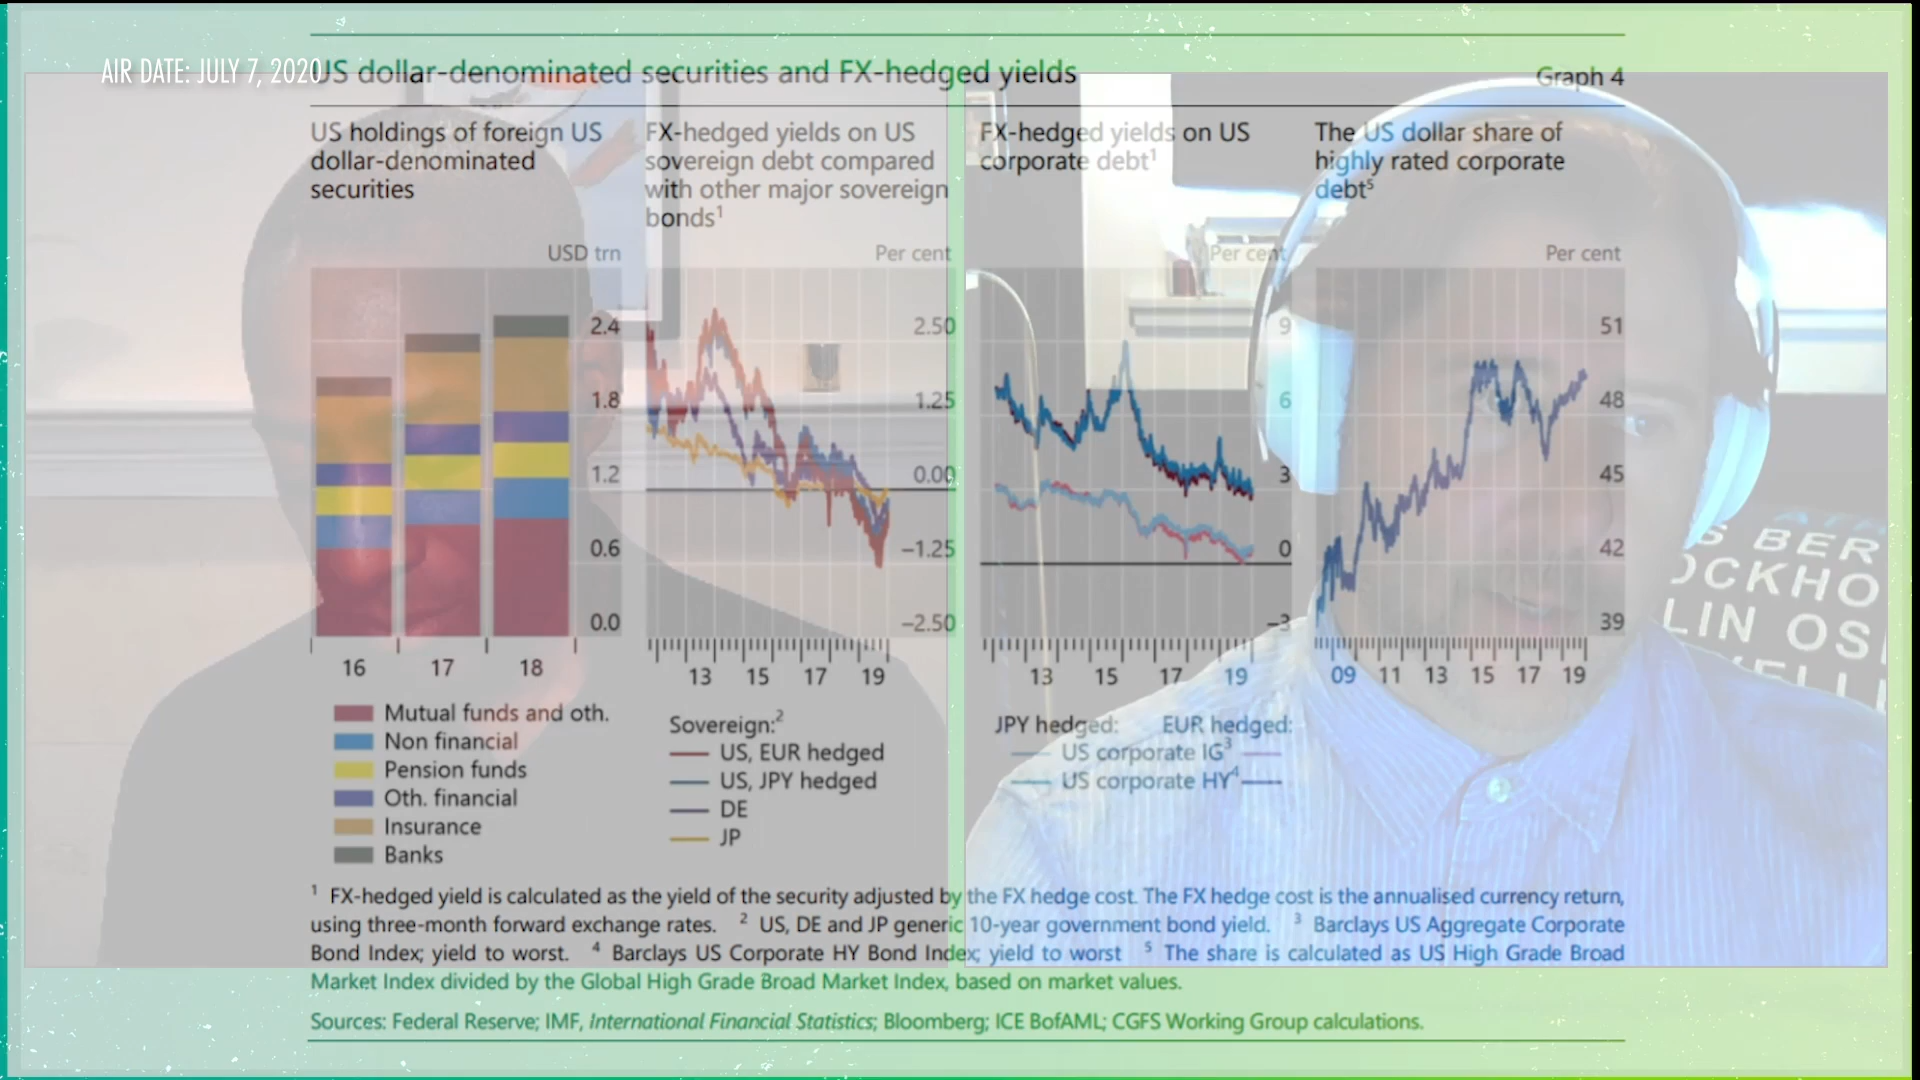 AIR DATE: JULY 7, 2020
US dollar-denominated securities and FX-hedged yields
Graph 4
US holdings of foreign US
dollar-denominated
securities
USD trn
2.4
1.8
1.2
0.6
0.0
16 17 18
Mutual funds and oth.
Non financial
Pension funds
Oth. financial
Insurance
Banks
FX-hedged yields on US
sovereign debt compared
with other major sovereign
bonds1
Per cent
2.50
1.25
0.00
–1.25
–2.50
13 15 17 19
Sovereign:2
US, EUR hedged
US, JPY hedged
DE
JP
FX-hedged yields on US
corporate debt1
Per cent
9
6
3
0
–3
13 15 17 19
JPY hedged: EUR hedged:
US corporate IG3
US corporate HY4
The US dollar share of
highly rated corporate
debt5
Per cent
51
48
45
42
39
09 11 13 15 17 19
BER
OCKHO
LIN OS
1 FX-hedged yield is calculated as the yield of the security adjusted by the FX hedge cost. The FX hedge cost is the annualised currency return,
using three-month forward exchange rates. 2 US, DE and JP generic 10-year government bond yield. 3 Barclays US Aggregate Corporate
Bond Index; yield to worst. 4 Barclays US Corporate HY Bond Index; yield to worst 5 The share is calculated as US High Grade Broad
Market Index divided by the Global High Grade Broad Market Index, based on market values.
Sources: Federal Reserve; IMF, International Financial Statistics; Bloomberg; ICE BofAML; CGFS Working Group calculations.